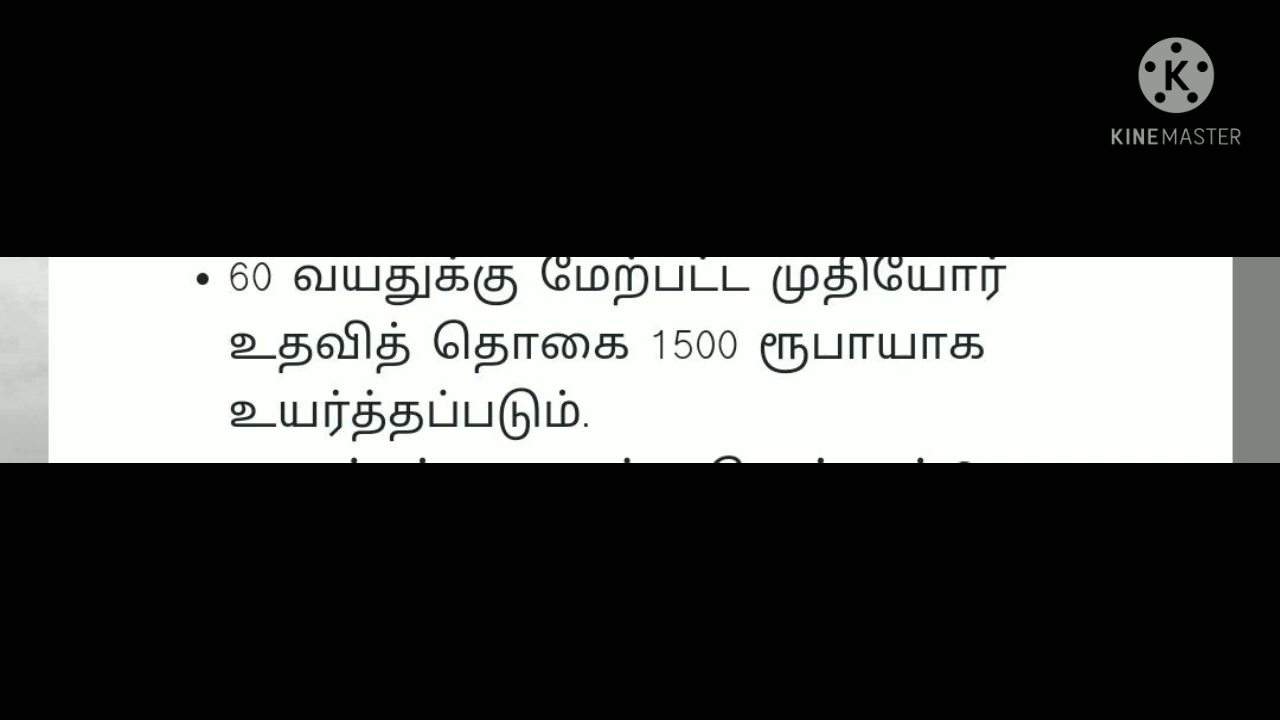 KINEMASTER
• 60 வயதுக்கு மேற்பட்ட முதியோர்
உதவித் தொகை 1500 ரூபாயாக
உயர்த்தப்படும்.